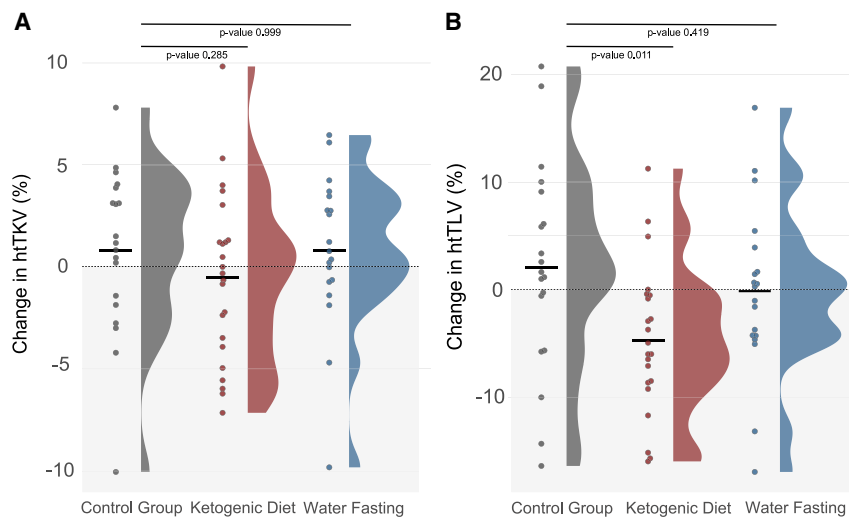 A
p-value 0.999
p-value 0.285
10
5
0
-5
-10
Change in htTKV (%)
Control Group Ketogenic Diet Water Fasting
B
p-value 0.419
p-value 0.011
20
10
0
-10
Change in htTLV (%)
Control Group Ketogenic Diet Water Fasting